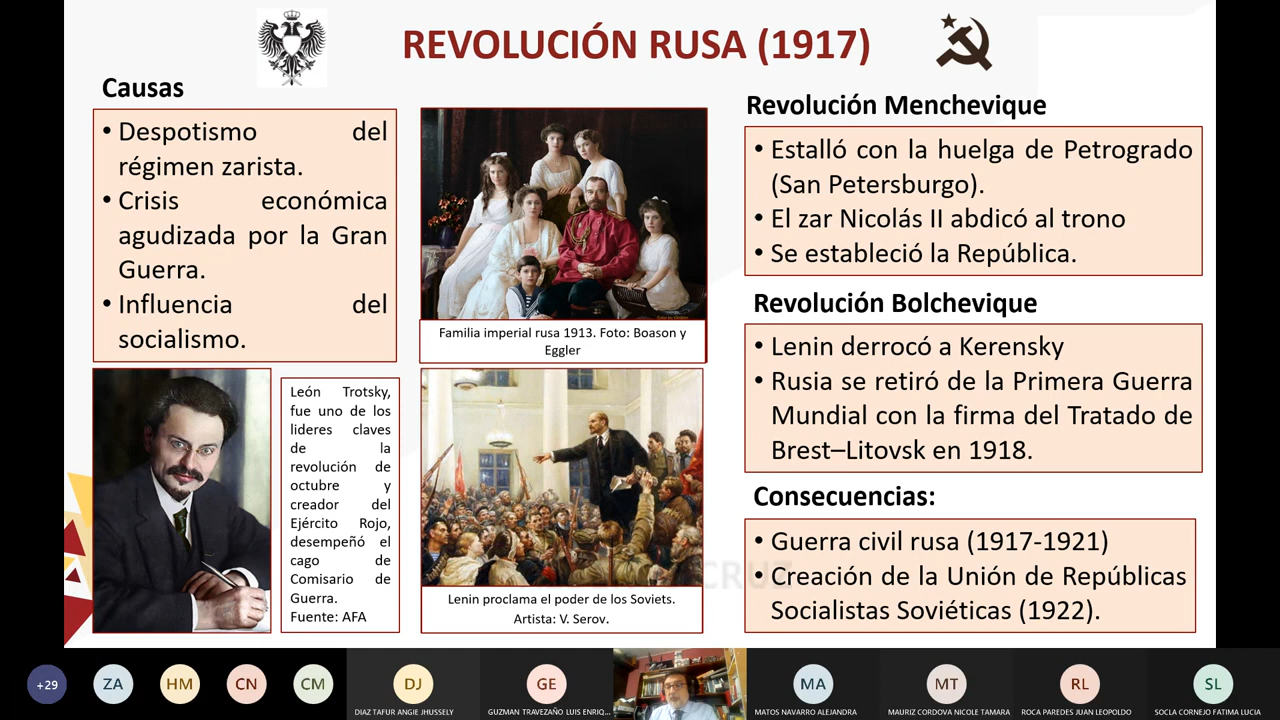 REVOLUCIÓN RUSA (1917)
Causas
• Despotismo del
régimen zarista.
• Crisis económica
agudizada por la Gran
Guerra.
• Influencia del
socialismo.
León Trotsky,
fue uno de los
lideres claves
de la
revolución de
octubre y
creador del
Ejército Rojo,
desempeñó el
cago de
Comisario de
Guerra.
Fuente: AFA
Familia imperial rusa 1913. Foto: Boason y
Eggler
Lenin proclama el poder de los Soviets.
Artista: V. Serov.
Revolución Menchevique
• Estalló con la huelga de Petrogrado
(San Petersburgo).
• El zar Nicolás II abdicó al trono
• Se estableció la República.
Revolución Bolchevique
• Lenin derrocó a Kerensky
• Rusia se retiró de la Primera Guerra
Mundial con la firma del Tratado de
Brest–Litovsk en 1918.
Consecuencias:
• Guerra civil rusa (1917-1921)
• Creación de la Unión de Repúblicas
Socialistas Soviéticas (1922).
CRUZ
+29
ZA
HM
CN
CM
DJ
DIAZ TAFUR ANGIE JHUSSELY
GE
GUZMAN TRAVEZAÑO LUIS ENRIQ...
MA
MATOS NAVARRO ALEJANDRA
MT
MAURIZ CORDOVA NICOLE TAMARA
RL
ROCA PAREDES JUAN LEOPOLDO
SL
SOCLA CORNEJO FATIMA LUCIA